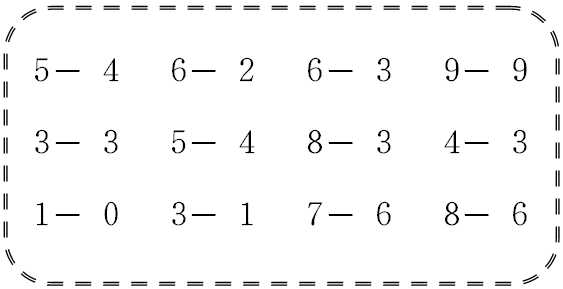 5－ 4 6－ 2 6－ 3 9－ 9
3－ 3 5－ 4 8－ 3 4－ 3
1－ 0 3－ 1 7－ 6 8－ 6